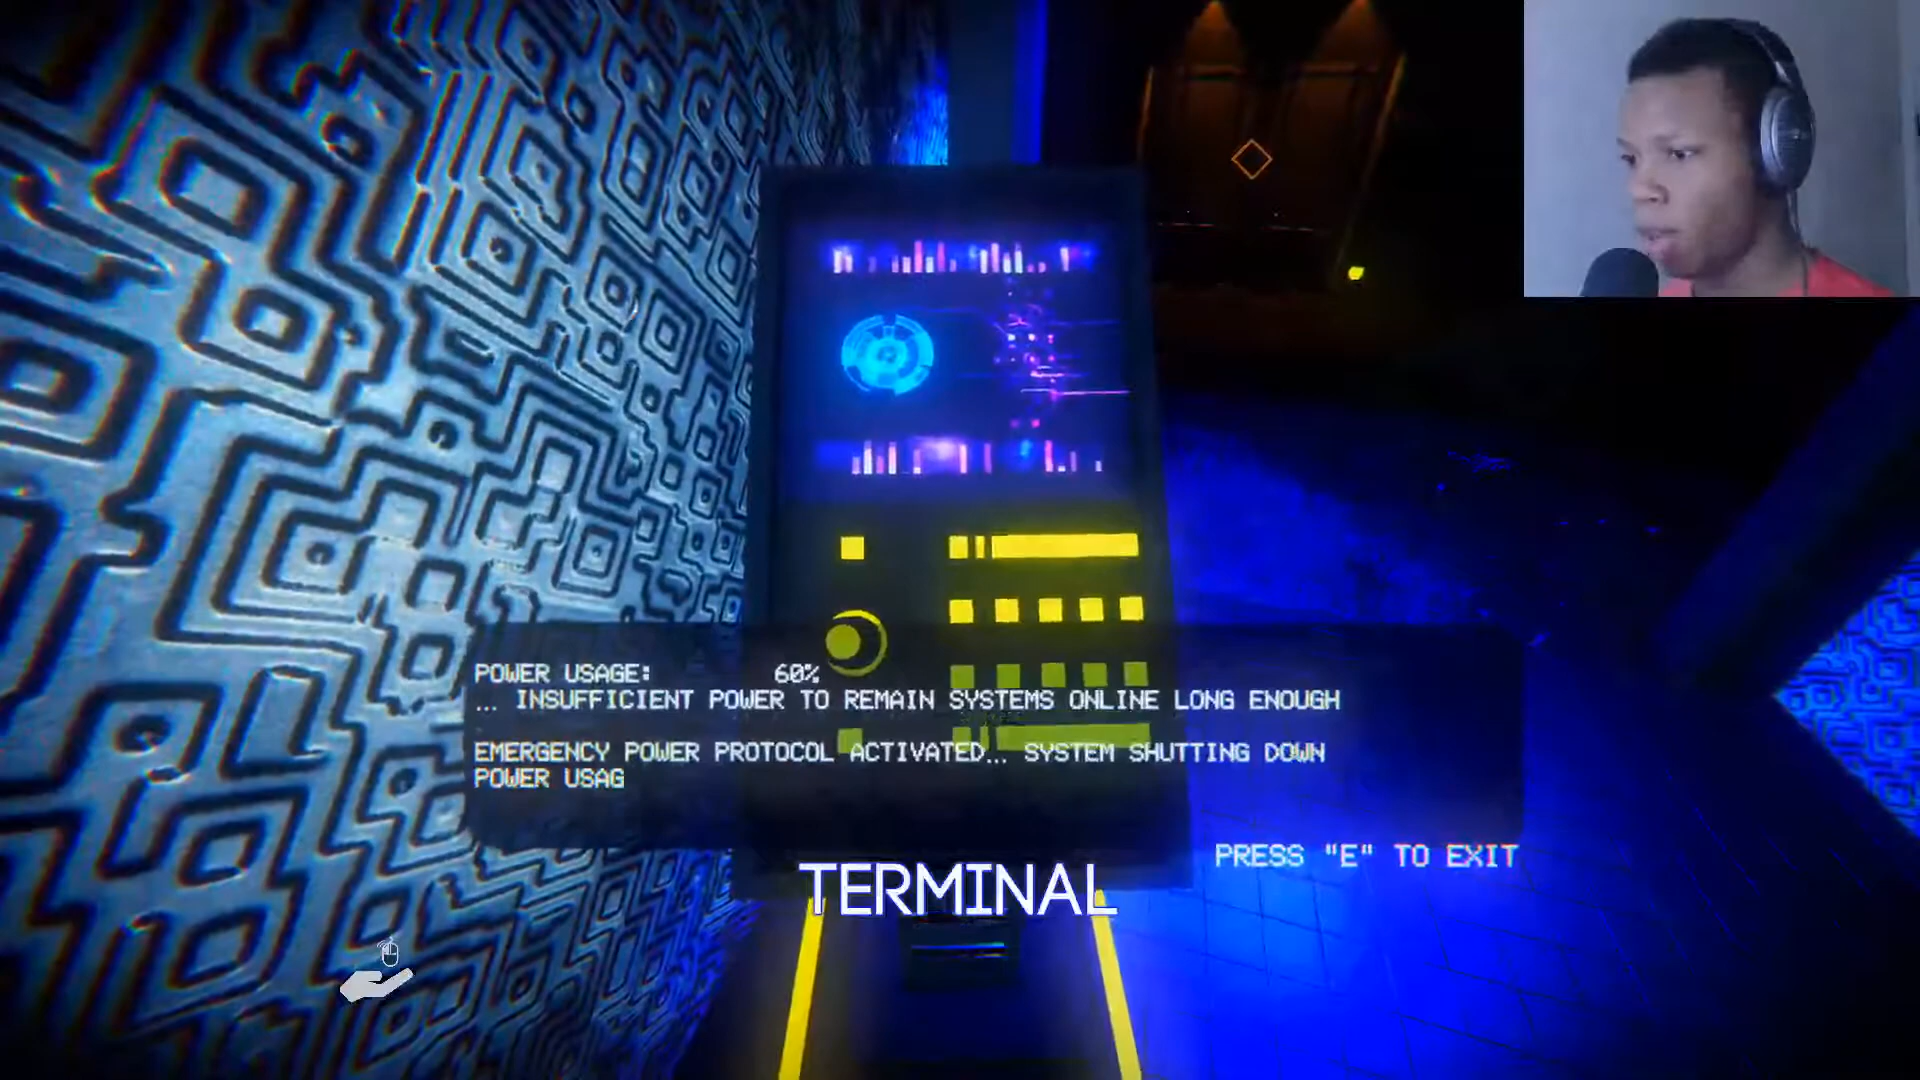 POWER USAGE: 60%
... INSUFFICIENT POWER TO REMAIN SYSTEMS ONLINE LONG ENOUGH
EMERGENCY POWER PROTOCOL ACTIVATED... SYSTEM SHUTTING DOWN
POWER USAG
PRESS "E" TO EXIT
TERMINAL